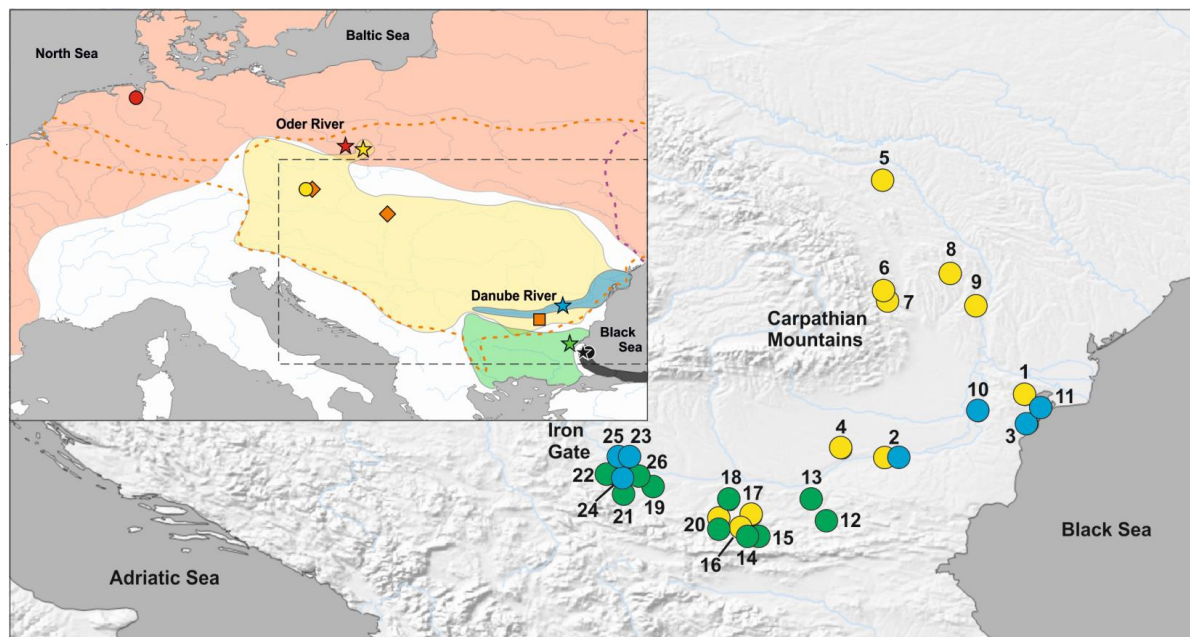 North Sea
Baltic Sea
Oder River
Danube River
Black
Sea
Carpathian
Mountains
Iron
Gate
Adriatic Sea
Black Sea
5
8
6
9
7
1
10
11
3
4
2
25
23
22
26
24
21
19
18
17
13
20
12
16
14
15